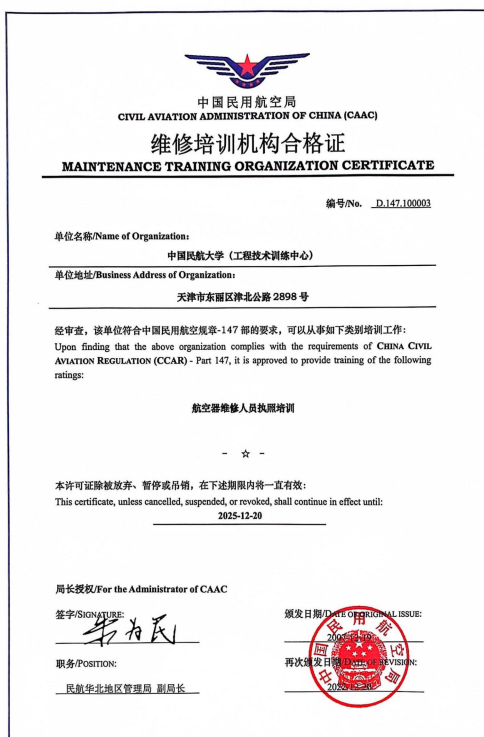 中国民用航空局
CIVIL AVIATION ADMINISTRATION OF CHINA (CAAC)
维修培训机构合格证
MAINTENANCE TRAINING ORGANIZATION CERTIFICATE
编号/No. D.147.100003
单位名称/Name of Organization:
中国民航大学（工程技术训练中心）
单位地址/Business Address of Organization:
天津市东丽区津北公路 2898 号
经审查，该单位符合中国民用航空规章-147 部的要求，可以从事如下类别培训工作：
Upon finding that the above organization complies with the requirements of CHINA CIVIL
AVIATION REGULATION (CCAR) - Part 147, it is approved to provide training of the following
ratings:
航空器维修人员执照培训
- ☆ -
本许可证除被放弃、暂停或吊销，在下述期限内将一直有效：
This certificate, unless cancelled, suspended, or revoked, shall continue in effect until:
2025-12-20
局长授权/For the Administrator of CAAC
签字/SIGNATURE:
颁发日期/DATE OF ORIGINAL ISSUE:
职务/POSITION:
再次颁发日期/DATE OF REVISION:
民航华北地区管理局 副局长
2022-12-20
中国民用航空局